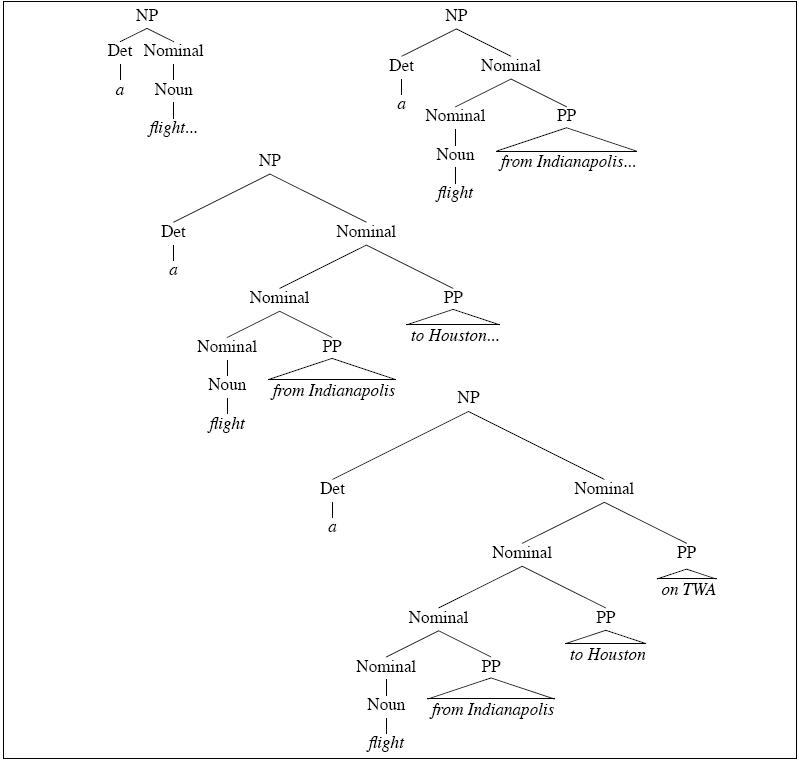 NP
Det Nominal
a Noun
flight...
NP
Det Nominal
a
Nominal PP
Noun from Indianapolis...
flight
NP
Det Nominal
a
Nominal PP
to Houston...
Nominal PP
Noun from Indianapolis
flight
NP
Det Nominal
a
Nominal PP
on TWA
Nominal PP
to Houston
Nominal PP
Noun from Indianapolis
flight